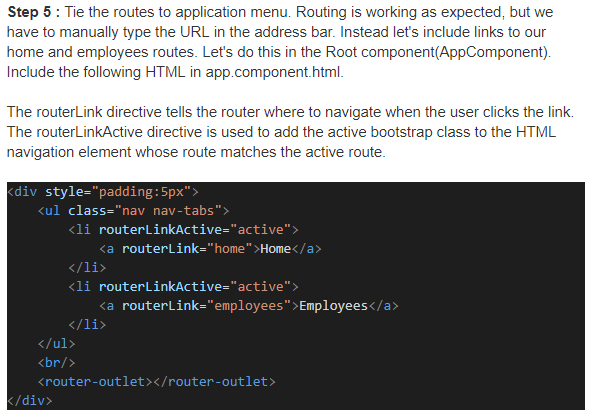 Step 5 : Tie the routes to application menu. Routing is working as expected, but we
have to manually type the URL in the address bar. Instead let's include links to our
home and employees routes. Let's do this in the Root component(AppComponent).
Include the following HTML in app.component.html.
The routerLink directive tells the router where to navigate when the user clicks the link.
The routerLinkActive directive is used to add the active bootstrap class to the HTML
navigation element whose route matches the active route.
<div style="padding:5px">
    <ul class="nav nav-tabs">
        <li routerLinkActive="active">
            <a routerLink="home">Home</a>
        </li>
        <li routerLinkActive="active">
            <a routerLink="employees">Employees</a>
        </li>
    </ul>
    <br/>
    <router-outlet></router-outlet>
</div>